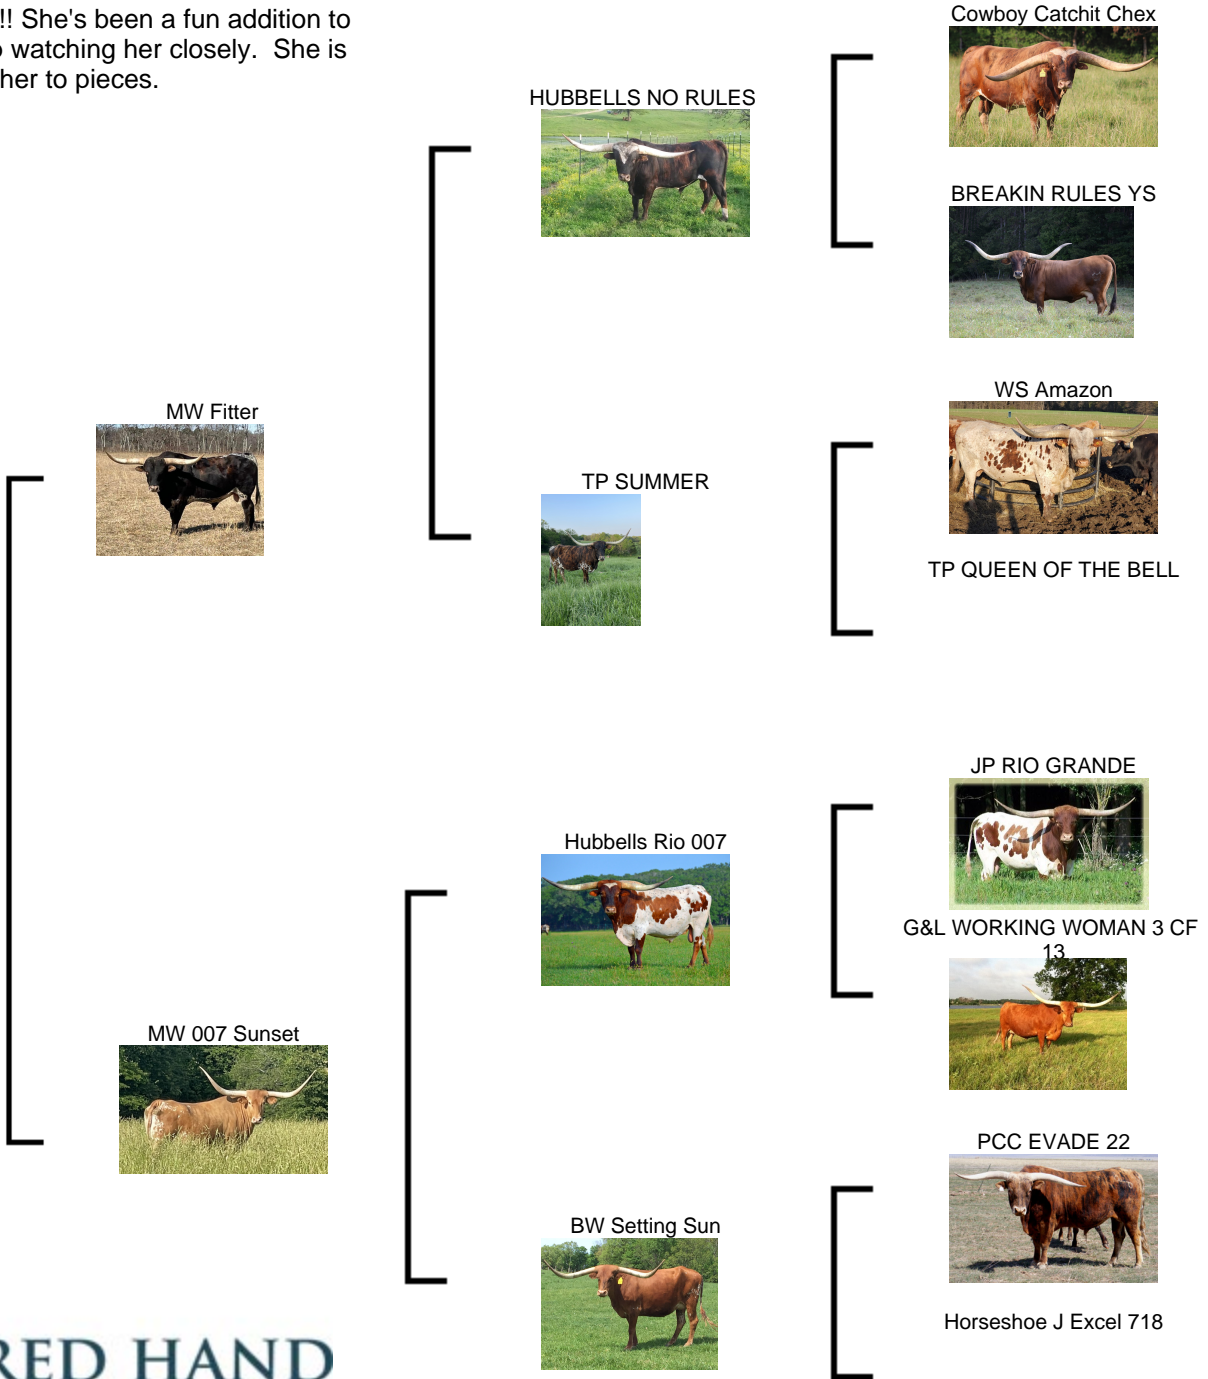 !! She's been a fun addition to
watching her closely. She is
her to pieces.
Cowboy Catchit Chex
HUBBELLS NO RULES
BREAKIN RULES YS
WS Amazon
MW Fitter
TP SUMMER
TP QUEEN OF THE BELL
JP RIO GRANDE
Hubbells Rio 007
G&L WORKING WOMAN 3 CF
13
MW 007 Sunset
PCC EVADE 22
BW Setting Sun
Horseshoe J Excel 718
RED HAND